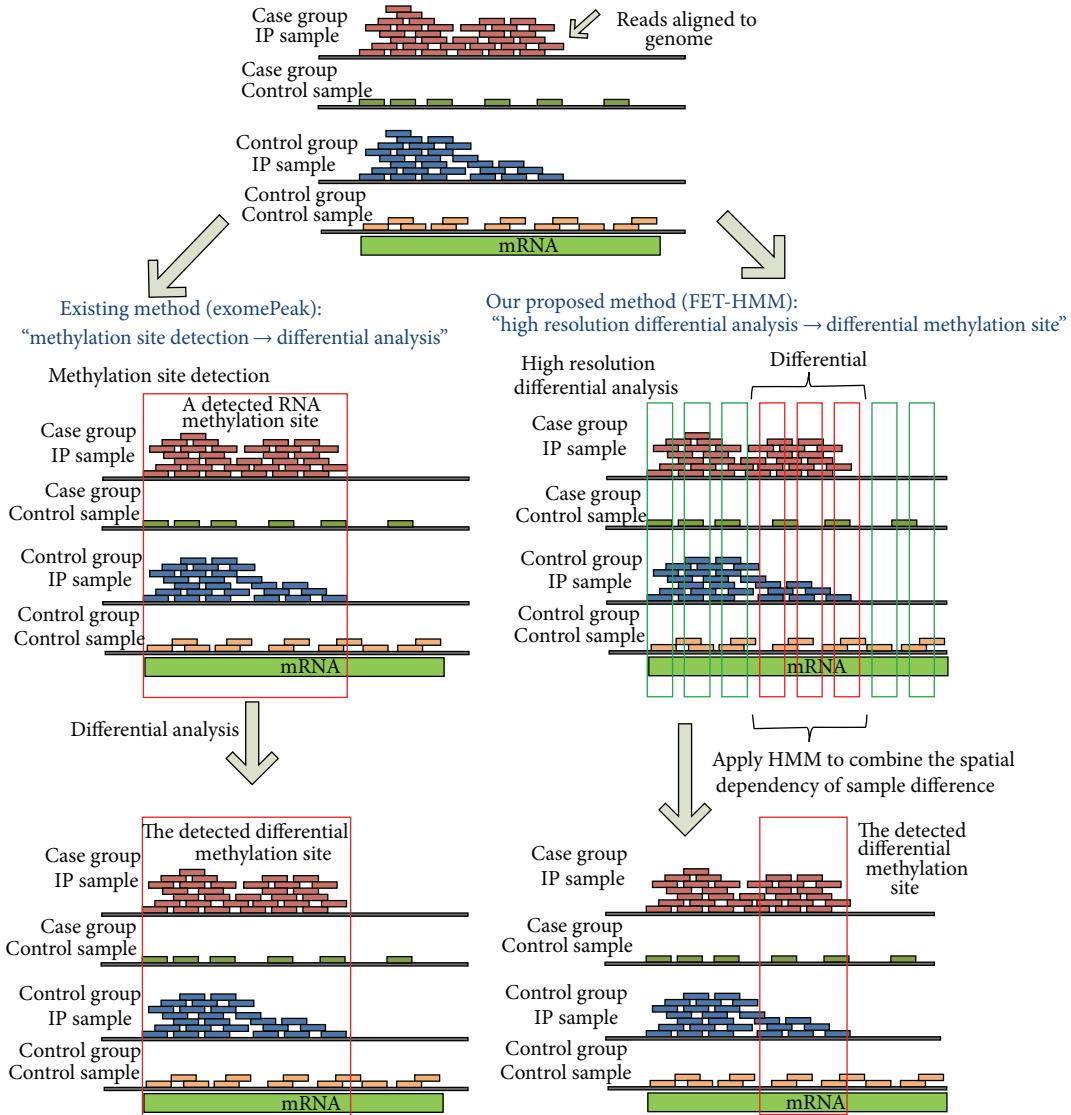 Case group
IP sample
Reads aligned to
genome
Case group
Control sample
Control group
IP sample
Control group
Control sample
mRNA
Existing method (exomePeak):
“methylation site detection → differential analysis”
Methylation site detection
A detected RNA
methylation site
Case group
IP sample
Case group
Control sample
Control group
IP sample
Control group
Control sample
mRNA
Differential analysis
The detected differential
methylation site
Case group
IP sample
Case group
Control sample
Control group
IP sample
Control group
Control sample
mRNA
Our proposed method (FET-HMM):
“high resolution differential analysis → differential methylation site”
High resolution
differential analysis
Differential
Case group
IP sample
Case group
Control sample
Control group
IP sample
Control group
Control sample
mRNA
Apply HMM to combine the spatial
dependency of sample difference
The detected
differential
methylation
site
Case group
IP sample
Case group
Control sample
Control group
IP sample
Control group
Control sample
mRNA